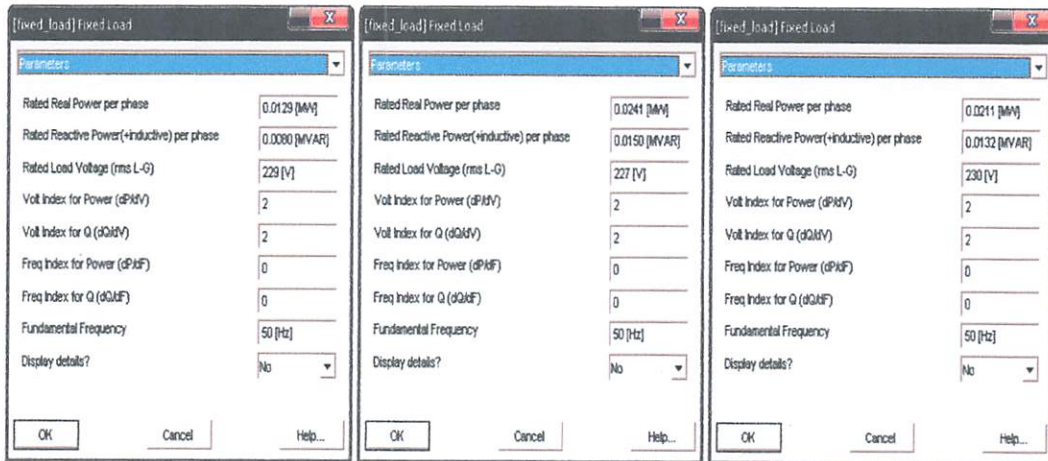 [fixed_load] Fixed Load
X
Parameters
Rated Real Power per phase
0.0129 [MW]
Rated Reactive Power(+inductive) per phase
0.0080 [MVAR]
Rated Load Voltage (rms L-G)
229 [V]
Volt Index for Power (dP/dV)
2
Volt Index for Q (dQ/dV)
2
Freq Index for Power (dP/dF)
0
Freq Index for Q (dQ/dF)
0
Fundamental Frequency
50 [Hz]
Display details?
No
OK
Cancel
Help...
[fixed_load] Fixed Load
X
Parameters
Rated Real Power per phase
0.0241 [MW]
Rated Reactive Power(+inductive) per phase
0.0150 [MVAR]
Rated Load Voltage (rms L-G)
227 [V]
Volt Index for Power (dP/dV)
2
Volt Index for Q (dQ/dV)
2
Freq Index for Power (dP/dF)
0
Freq Index for Q (dQ/dF)
0
Fundamental Frequency
50 [Hz]
Display details?
No
OK
Cancel
Help...
[fixed_load] Fixed Load
X
Parameters
Rated Real Power per phase
0.0211 [MW]
Rated Reactive Power(+inductive) per phase
0.0132 [MVAR]
Rated Load Voltage (rms L-G)
230 [V]
Volt Index for Power (dP/dV)
2
Volt Index for Q (dQ/dV)
2
Freq Index for Power (dP/dF)
0
Freq Index for Q (dQ/dF)
0
Fundamental Frequency
50 [Hz]
Display details?
No
OK
Cancel
Help...